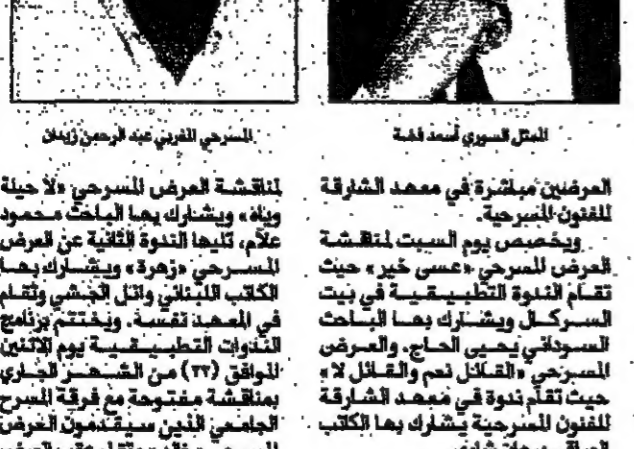 الممثل السوري أسعد فضة
العرضين مباشرة في معهد الشارقة
للفنون المسرحية.
ويخصص يوم السبت لمناقشة
العرض المسرحي «عسى خير» حيث
تقام الندوة التطبيقية في بيت
السركال ويشارك بها الباحث
السوداني يحيى الحاج. والعرض
المسرحي «القائل نعم والقائل لا»
حيث تقام ندوة في معهد الشارقة
للفنون المسرحية يشارك بها الكاتب
المسرحي المغربي عبد الرحمن زيدان
لمناقشة العرض المسرحي «لا حيلة
وياه» ويشارك بها الباحث محمود
علام، تليها الندوة الثانية عن العرض
المسرحي «زهرة» ويشارك بها
الكاتب اللبناني وائل الجشي وتقام
في المعهد نفسه. ويختتم برنامج
الندوات التطبيقية يوم الاثنين
الموافق (٢٢) من الشهر الجاري
بمناقشة مفتوحة مع فرقة المسرح
الجامعي الذين سيقدمون العرض